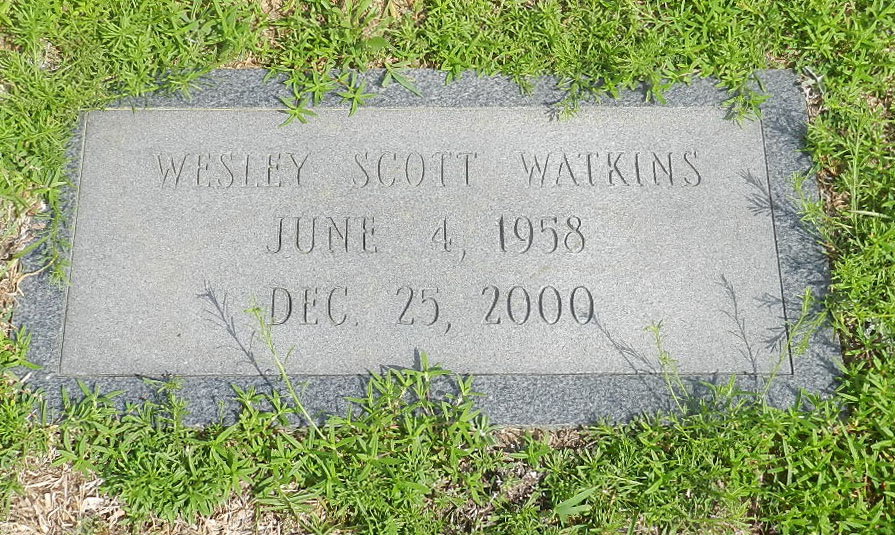 WESLEY SCOTT WATKINS
JUNE 4, 1958
DEC. 25, 2000